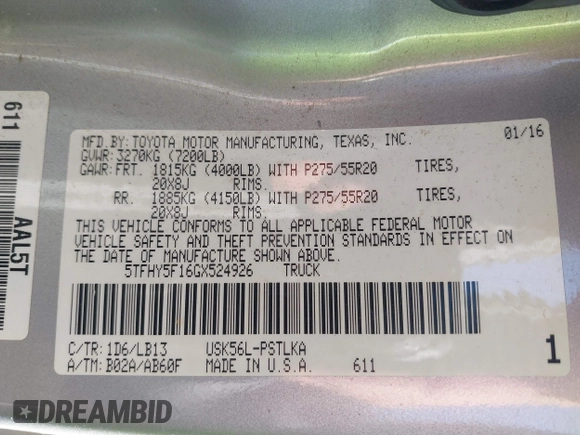 MFD.BY:TOYOTA MOTOR MANUFACTURING, TEXAS, INC. 01/16
GVWR:3270KG (7200LB)
GAWR:FRT. 1815KG (4000LB) WITH P275/55R20 TIRES,
20X8J RIMS.
RR. 1885KG (4150LB) WITH P275/55R20 TIRES,
20X8J RIMS.
THIS VEHICLE CONFORMS TO ALL APPLICABLE FEDERAL MOTOR
VEHICLE SAFETY AND THEFT PREVENTION STANDARDS IN EFFECT ON
THE DATE OF MANUFACTURE SHOWN ABOVE.
5TFHY5F16GX524926 TRUCK
C/TR:1D6/LB13 USK56L-PSTLKA
A/TM:B02A/AB60F MADE IN U.S.A. 611
1
611
AAL5T
DREAMBID